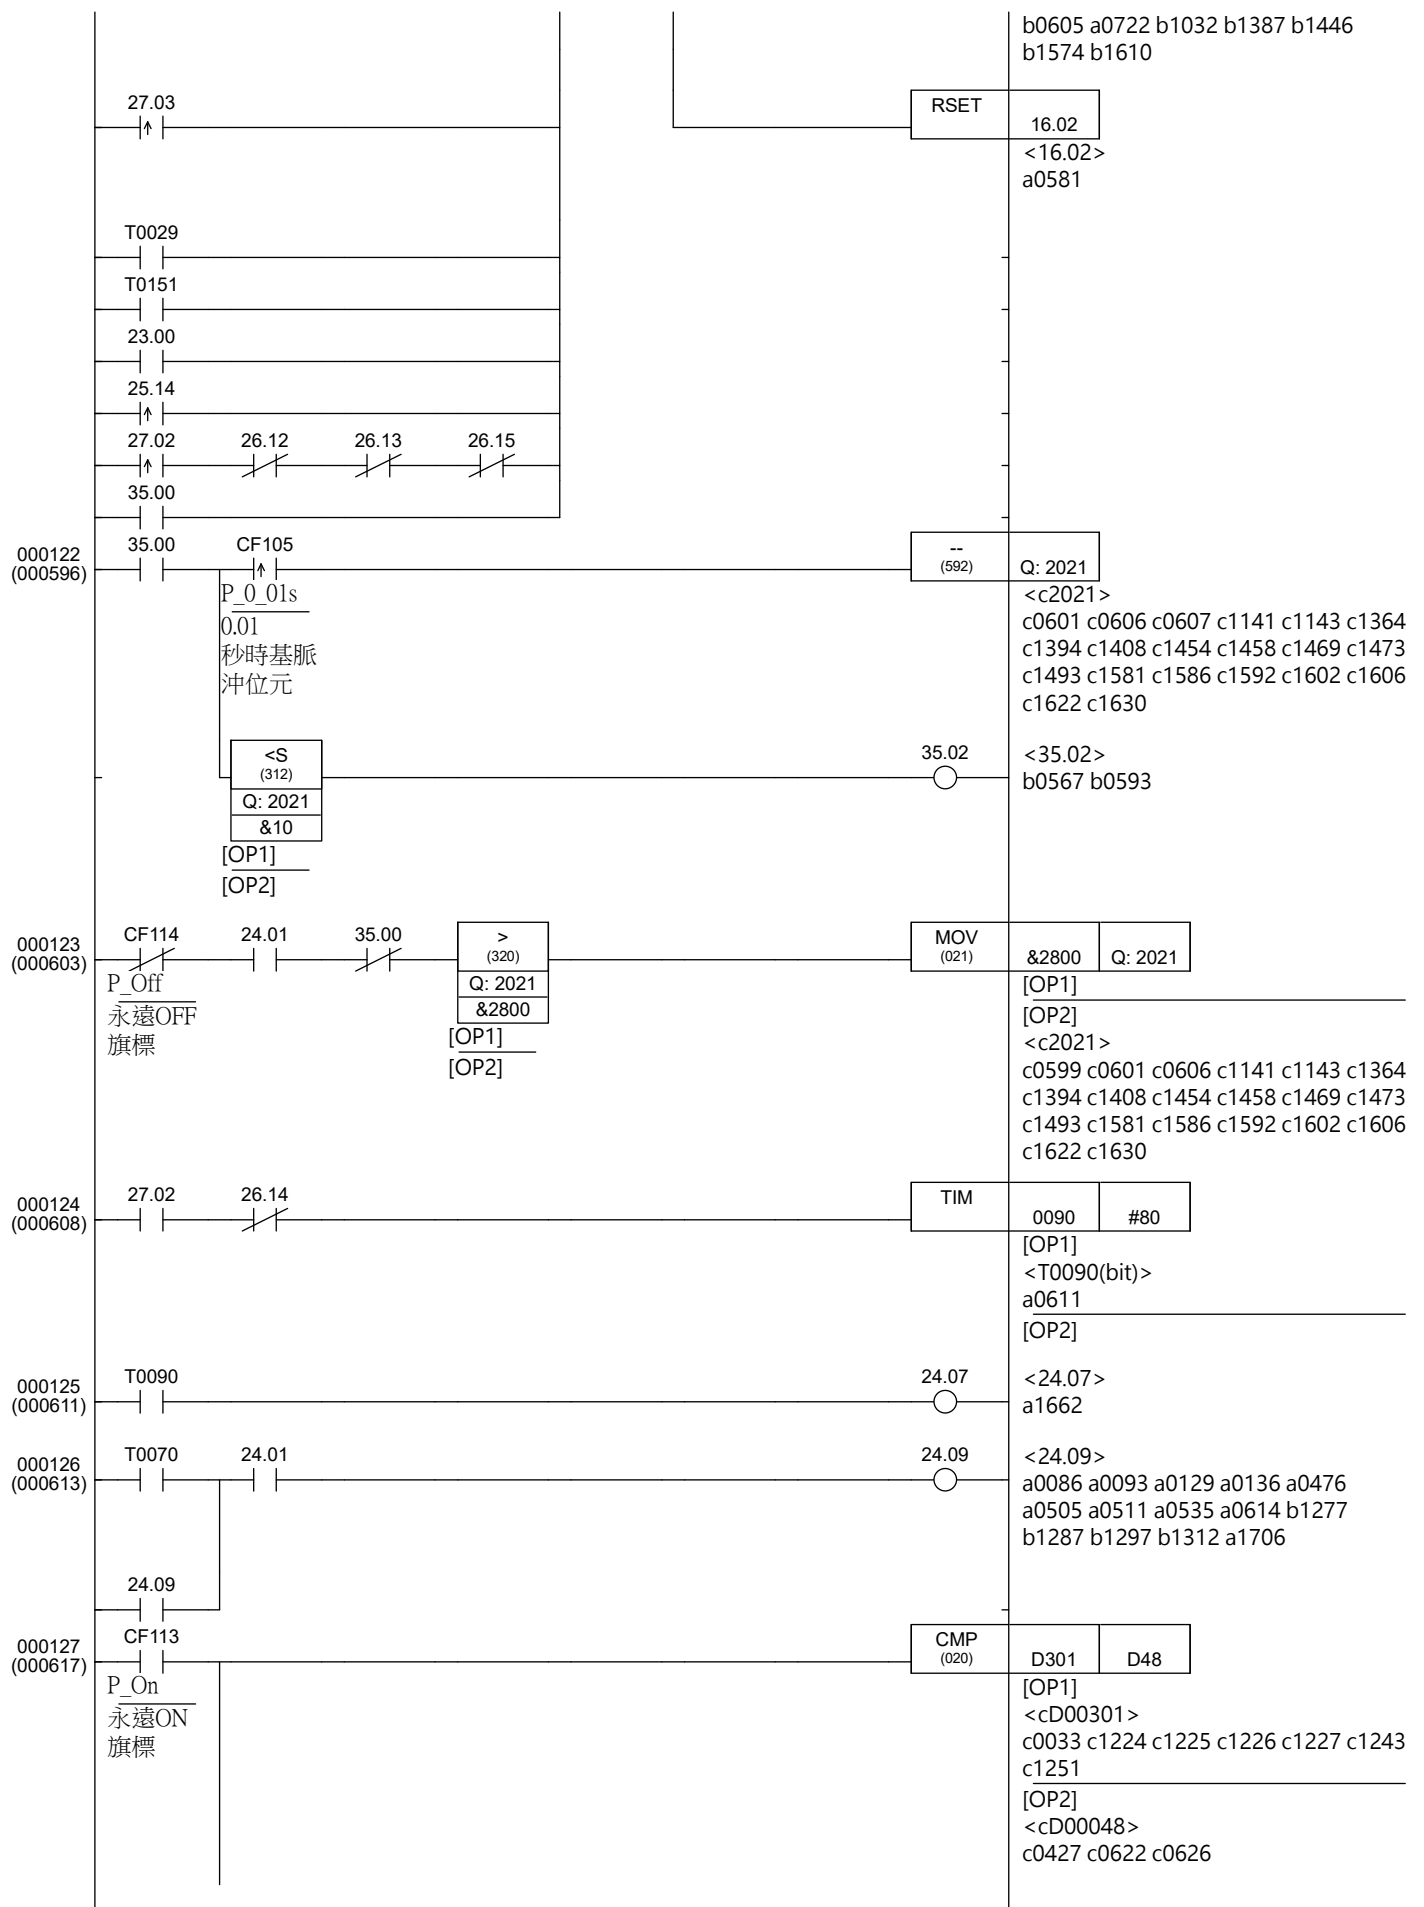 b0605 a0722 b1032 b1387 b1446
b1574 b1610
27.03
RSET
16.02
<16.02>
a0581
T0029
T0151
23.00
25.14
27.02 26.12 26.13 26.15
35.00
000122
(000596)
35.00 CF105
P_0_01s
0.01
秒時基脈
沖位元
--
(592)
Q: 2021
<c2021>
c0601 c0606 c0607 c1141 c1143 c1364
c1394 c1408 c1454 c1458 c1469 c1473
c1493 c1581 c1586 c1592 c1602 c1606
c1622 c1630
<S
(312)
Q: 2021
&10
[OP1]
[OP2]
35.02
<35.02>
b0567 b0593
000123
(000603)
CF114 24.01 35.00
P_Off
永遠OFF
旗標
>
(320)
Q: 2021
&2800
[OP1]
[OP2]
MOV
(021)
&2800 Q: 2021
[OP1]
[OP2]
<c2021>
c0599 c0601 c0606 c1141 c1143 c1364
c1394 c1408 c1454 c1458 c1469 c1473
c1493 c1581 c1586 c1592 c1602 c1606
c1622 c1630
000124
(000608)
27.02 26.14
TIM
0090 #80
[OP1]
<T0090(bit)>
a0611
[OP2]
000125
(000611)
T0090
24.07
<24.07>
a1662
000126
(000613)
T0070 24.01
24.09
<24.09>
a0086 a0093 a0129 a0136 a0476
a0505 a0511 a0535 a0614 b1277
b1287 b1297 b1312 a1706
24.09
000127
(000617)
CF113
P_On
永遠ON
旗標
CMP
(020)
D301 D48
[OP1]
<cD00301>
c0033 c1224 c1225 c1226 c1227 c1243
c1251
[OP2]
<cD00048>
c0427 c0622 c0626